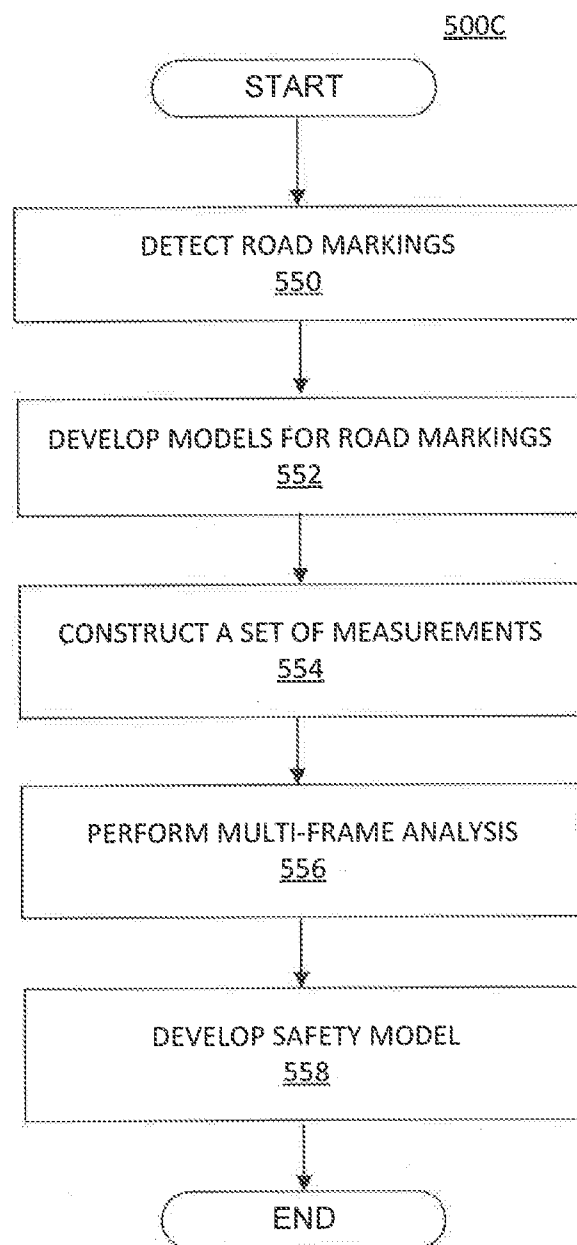 500C
START
DETECT ROAD MARKINGS
550
DEVELOP MODELS FOR ROAD MARKINGS
552
CONSTRUCT A SET OF MEASUREMENTS
554
PERFORM MULTI-FRAME ANALYSIS
556
DEVELOP SAFETY MODEL
558
END